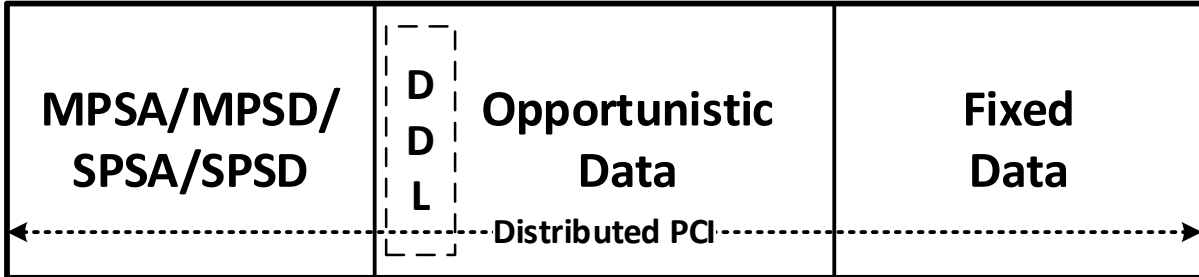 MPSA/MPSD/
SPSA/SPSD
D
D
L
Opportunistic
Data
Fixed
Data
Distributed PCI